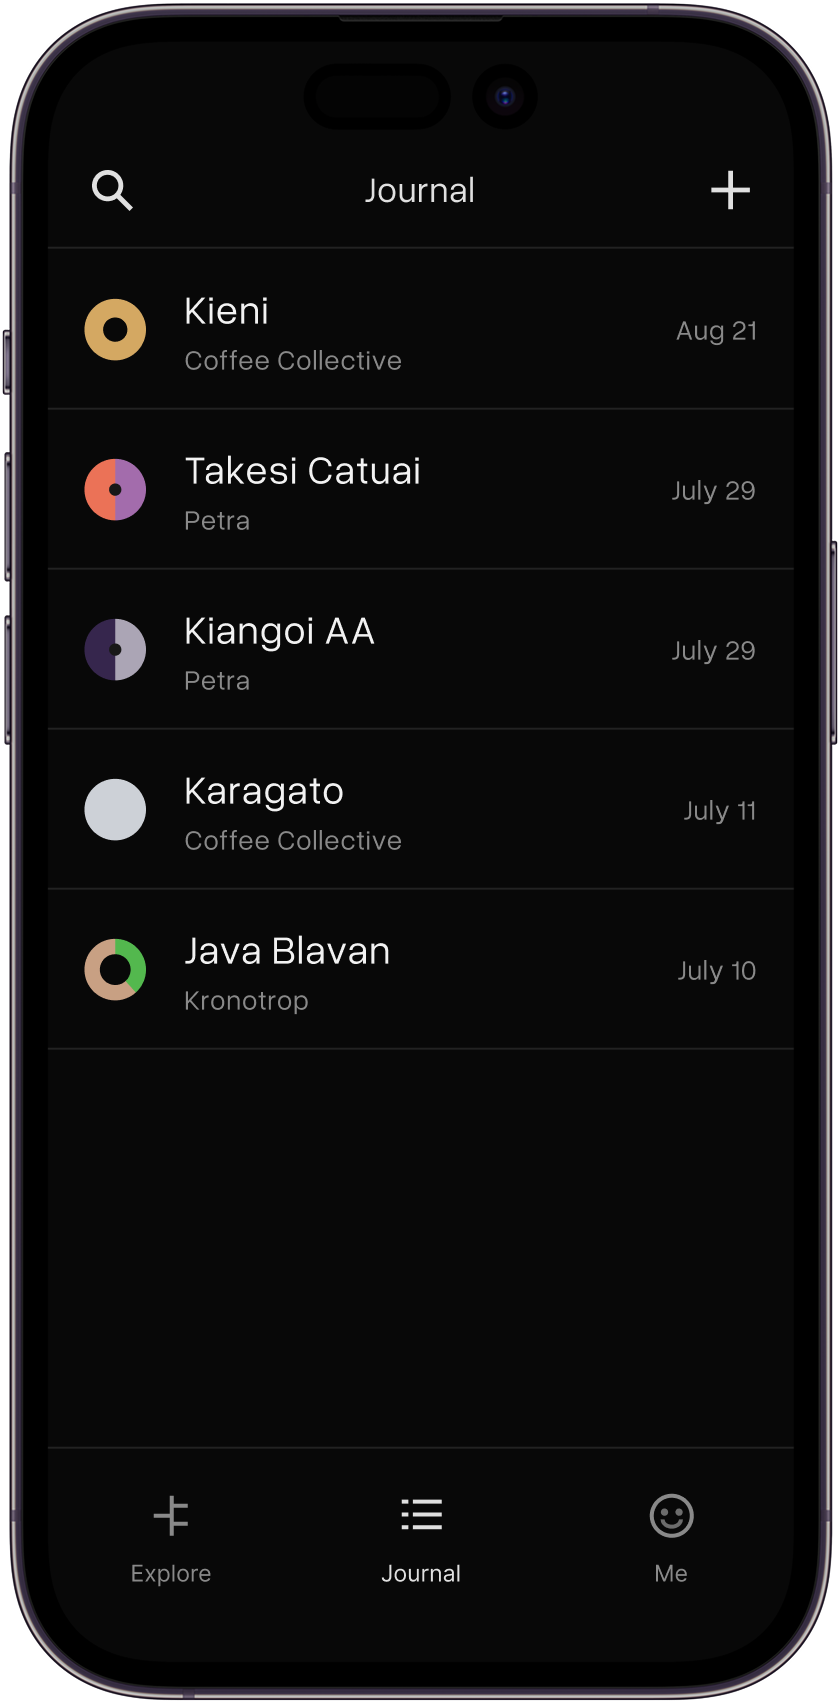 Journal
Kieni
Coffee Collective
Aug 21
Takesi Catuai
Petra
July 29
Kiangoi AA
Petra
July 29
Karagato
Coffee Collective
July 11
Java Blavan
Kronotrop
July 10
Explore
Journal
Me